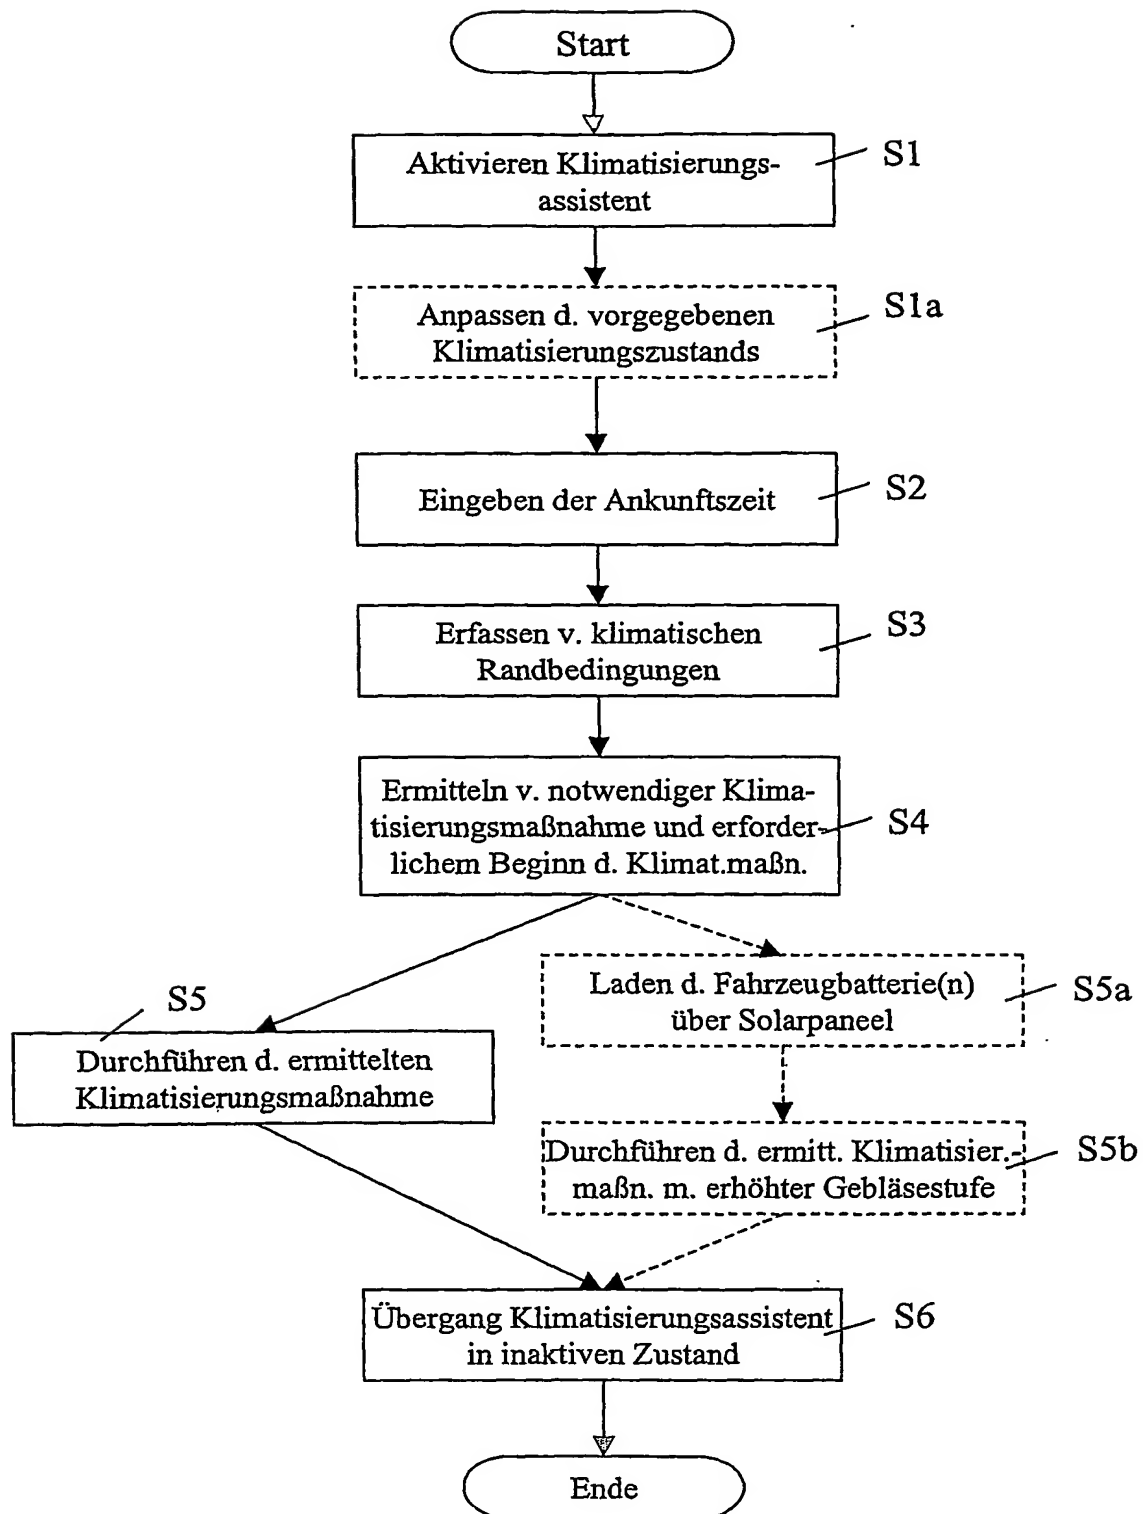 Start
Aktivieren Klimatisierungs-
assistent
S1
Anpassen d. vorgegebenen
Klimatisierungszustands
S1a
Eingeben der Ankunftszeit
S2
Erfassen v. klimatischen
Randbedingungen
S3
Ermitteln v. notwendiger Klima-
tisierungsmaßnahme und erforder-
lichem Beginn d. Klimat.maßn.
S4
S5
Durchführen d. ermittelten
Klimatisierungsmaßnahme
Laden d. Fahrzeugbatterie(n)
über Solarpaneel
S5a
Durchführen d. ermitt. Klimatisier.-
maßn. m. erhöhter Gebläsestufe
S5b
Übergang Klimatisierungsassistent
in inaktiven Zustand
S6
Ende